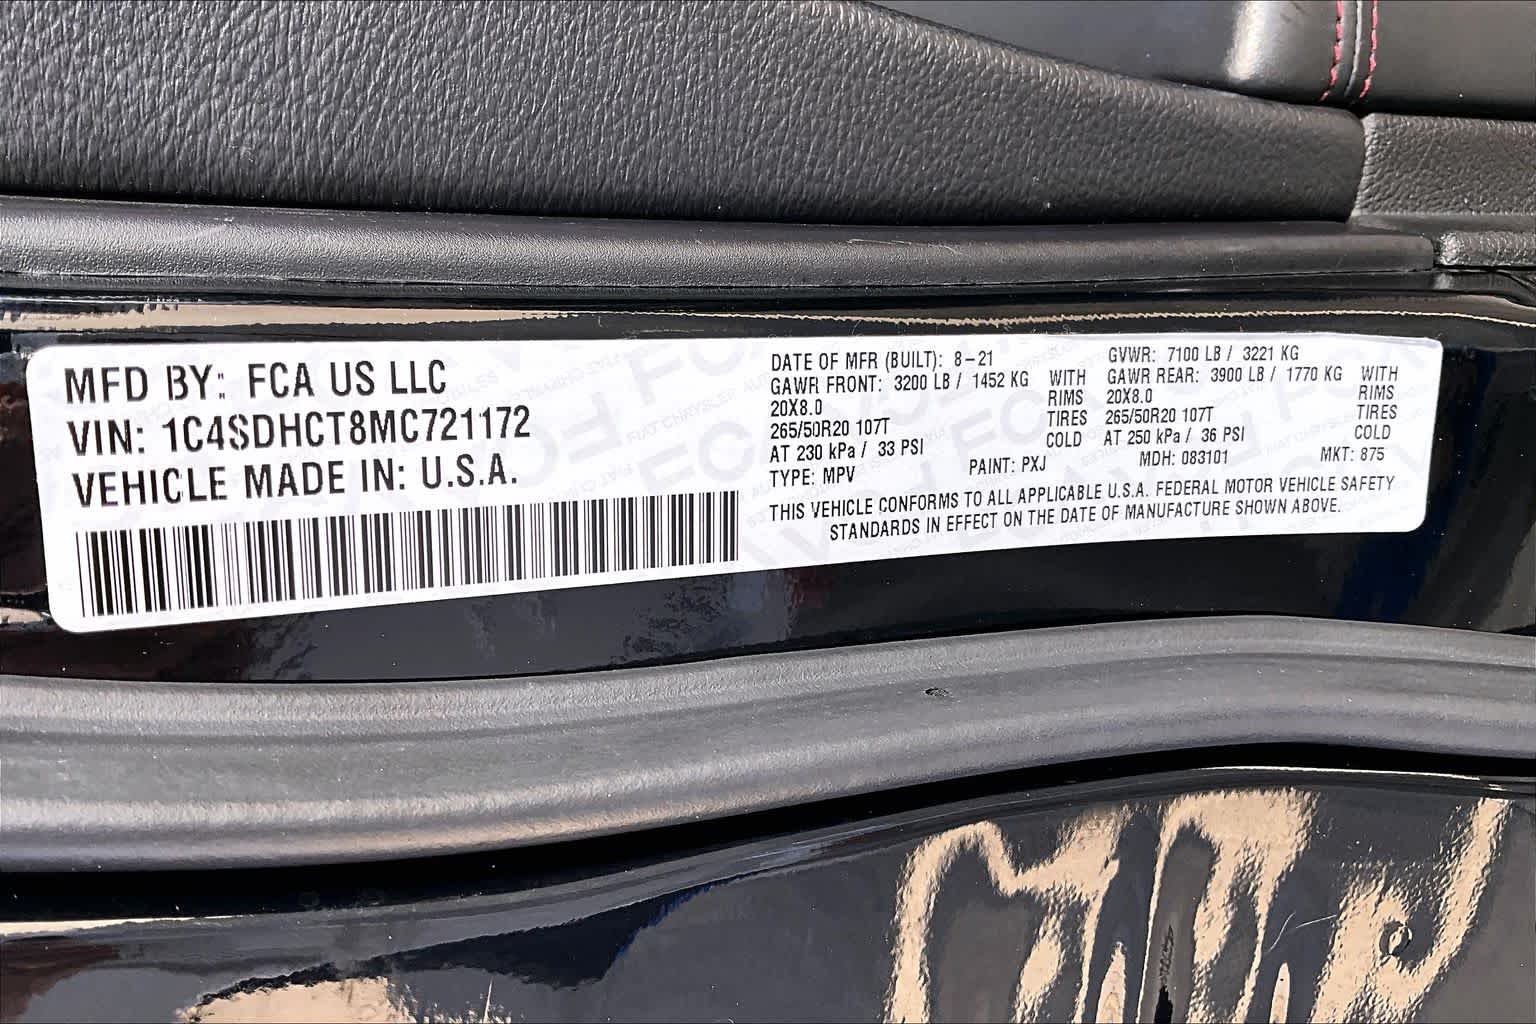 MFD BY: FCA US LLC
VIN: 1C4SDHCT8MC721172
VEHICLE MADE IN: U.S.A.
DATE OF MFR (BUILT): 8-21 GVWR: 7100 LB / 3221 KG
GAWR FRONT: 3200 LB / 1452 KG WITH GAWR REAR: 3900 LB / 1770 KG WITH
20X8.0 RIMS 20X8.0 RIMS
265/50R20 107T TIRES 265/50R20 107T TIRES
AT 230 kPa / 33 PSI COLD AT 250 kPa / 36 PSI COLD
TYPE: MPV PAINT: PXJ MDH: 083101 MKT: 875
THIS VEHICLE CONFORMS TO ALL APPLICABLE U.S.A. FEDERAL MOTOR VEHICLE SAFETY
STANDARDS IN EFFECT ON THE DATE OF MANUFACTURE SHOWN ABOVE.